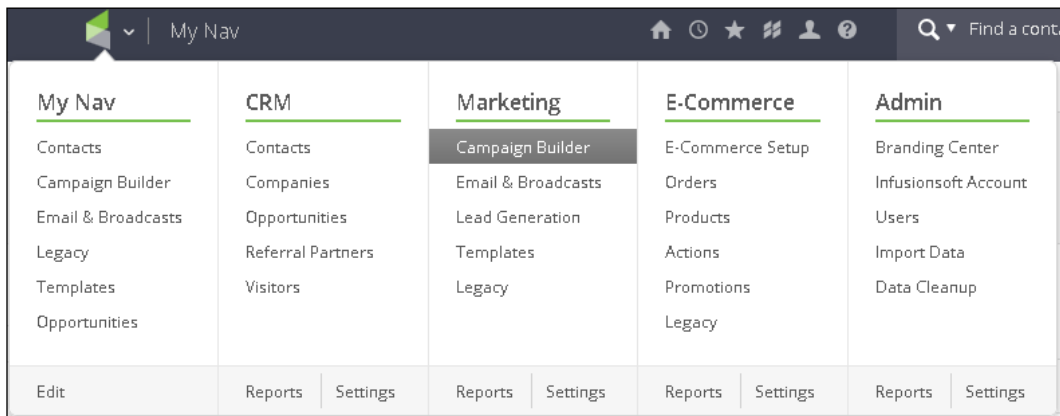 My Nav
Find a cont
My Nav
Contacts
Campaign Builder
Email & Broadcasts
Legacy
Templates
Opportunities
Edit
CRM
Contacts
Companies
Opportunities
Referral Partners
Visitors
Reports
Settings
Marketing
Campaign Builder
Email & Broadcasts
Lead Generation
Templates
Legacy
Reports
Settings
E-Commerce
E-Commerce Setup
Orders
Products
Actions
Promotions
Legacy
Reports
Settings
Admin
Branding Center
Infusionsoft Account
Users
Import Data
Data Cleanup
Reports
Settings